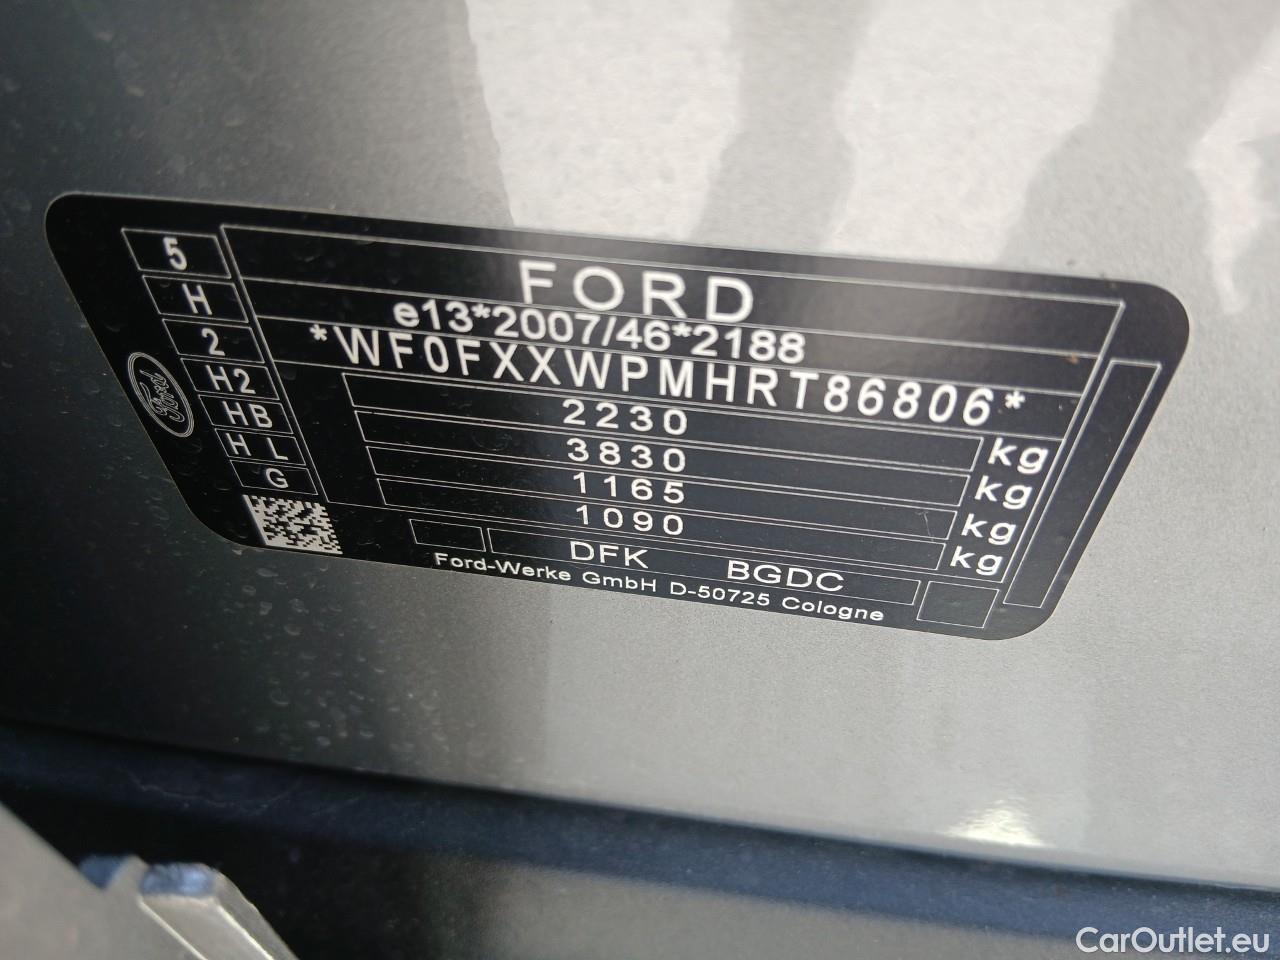 FORD
e13*2007/46*2188
*WF0FXXWPMHRT86806*
2230 kg
3830 kg
1165 kg
1090 kg
DFK BGDC
Ford-Werke GmbH D-50725 Cologne
5
H
2
H2
HB
H L
G
Ford
CarOutlet.eu